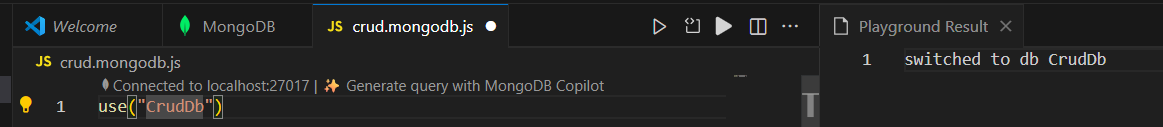 Welcome
MongoDB
JS crud.mongodb.js
Playground Result
JS crud.mongodb.js
Connected to localhost:27017 | ✨ Generate query with MongoDB Copilot
1 use("CrudDb")
1 switched to db CrudDb